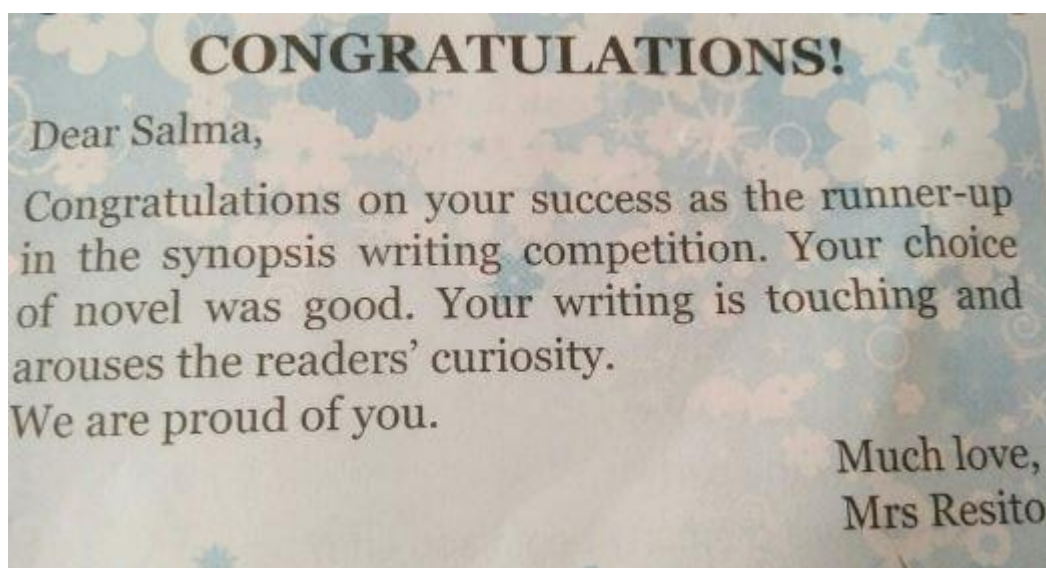 CONGRATULATIONS!
Dear Salma,
Congratulations on your success as the runner-up
in the synopsis writing competition. Your choice
of novel was good. Your writing is touching and
arouses the readers' curiosity.
We are proud of you.
Much love,
Mrs Resito